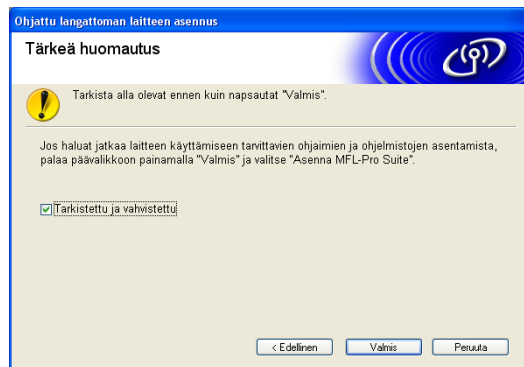 Ohjattu langattoman laitteen asennus
Tärkeä huomautus
Tarkista alla olevat ennen kuin napsautat "Valmis".
Jos haluat jatkaa laitteen käyttämiseen tarvittavien ohjaimien ja ohjelmistojen asentamista,
palaa päävalikkoon painamalla "Valmis" ja valitse "Asenna MFL-Pro Suite".
Tarkistettu ja vahvistettu
< Edellinen Valmis Peruuta